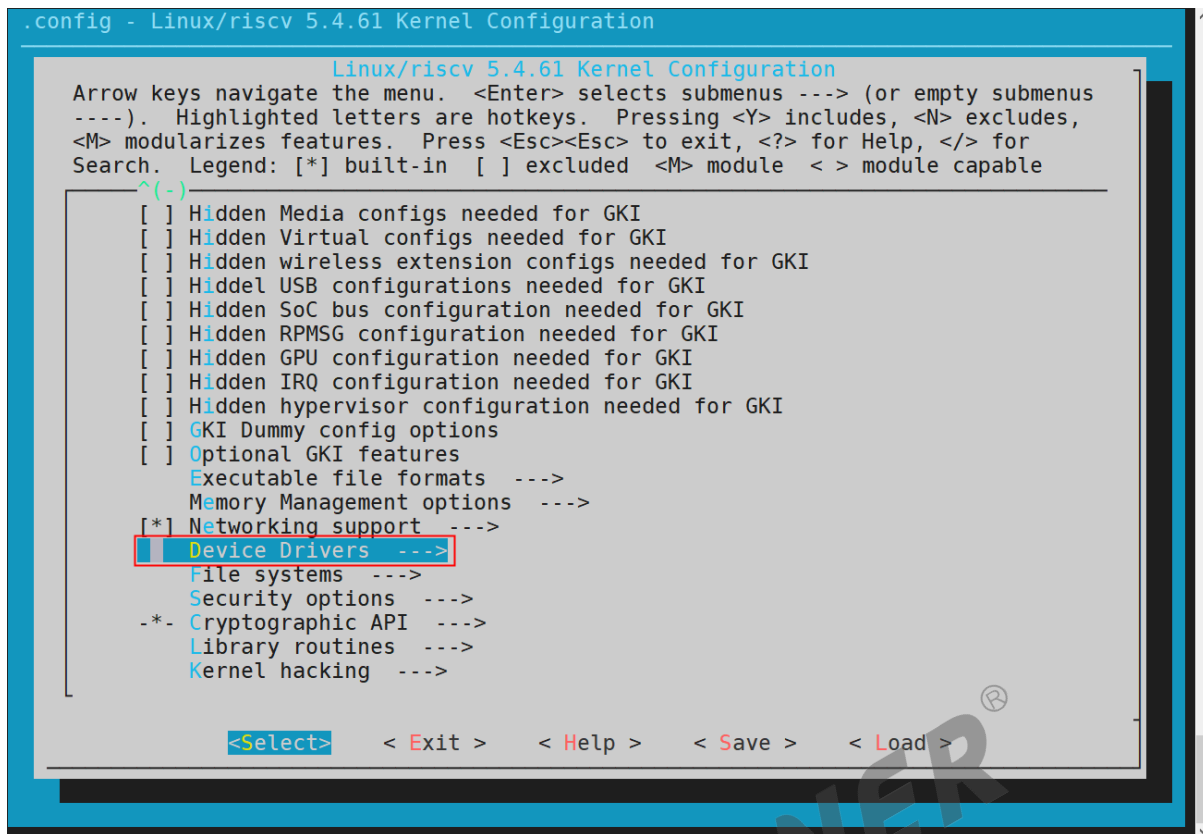 .config - Linux/riscv 5.4.61 Kernel Configuration
Linux/riscv 5.4.61 Kernel Configuration
Arrow keys navigate the menu.  <Enter> selects submenus ---> (or empty submenus
----).  Highlighted letters are hotkeys.  Pressing <Y> includes, <N> excludes,
<M> modularizes features.  Press <Esc><Esc> to exit, <?> for Help, </> for
Search.  Legend: [*] built-in  [ ] excluded  <M> module  < > module capable
^(-)
[ ] Hidden Media configs needed for GKI
[ ] Hidden Virtual configs needed for GKI
[ ] Hidden wireless extension configs needed for GKI
[ ] Hiddel USB configurations needed for GKI
[ ] Hidden SoC bus configuration needed for GKI
[ ] Hidden RPMSG configuration needed for GKI
[ ] Hidden GPU configuration needed for GKI
[ ] Hidden IRQ configuration needed for GKI
[ ] Hidden hypervisor configuration needed for GKI
[ ] GKI Dummy config options
[ ] Optional GKI features
Executable file formats  --->
Memory Management options  --->
[*] Networking support  --->
Device Drivers  --->
File systems  --->
Security options  --->
-*- Cryptographic API  --->
Library routines  --->
Kernel hacking  --->
<Select>    < Exit >    < Help >    < Save >    < Load >
®